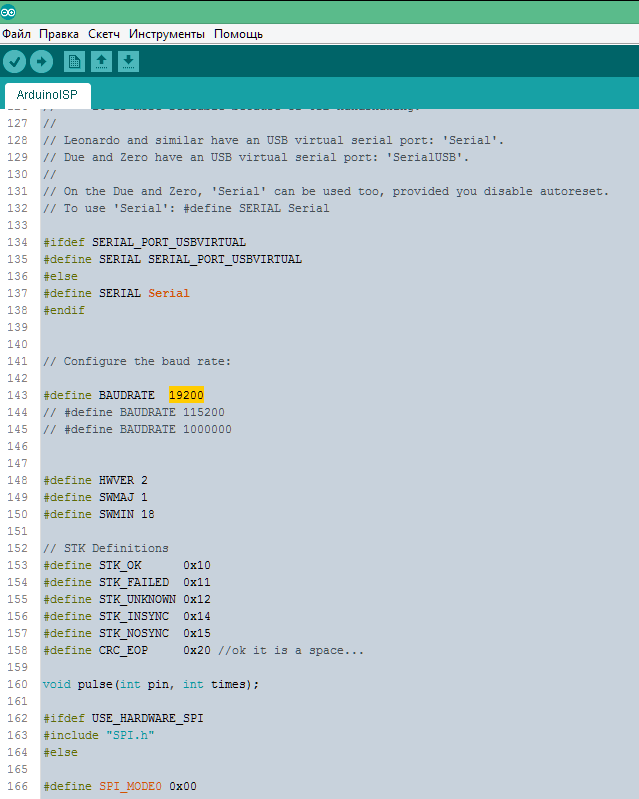 Файл Правка Скетч Инструменты Помощь
ArduinoISP
127 //
128 // Leonardo and similar have an USB virtual serial port: 'Serial'.
129 // Due and Zero have an USB virtual serial port: 'SerialUSB'.
130 //
131 // On the Due and Zero, 'Serial' can be used too, provided you disable autoreset.
132 // To use 'Serial': #define SERIAL Serial
133
134 #ifdef SERIAL_PORT_USBVIRTUAL
135 #define SERIAL SERIAL_PORT_USBVIRTUAL
136 #else
137 #define SERIAL Serial
138 #endif
139
140
141 // Configure the baud rate:
142
143 #define BAUDRATE  19200
144 // #define BAUDRATE 115200
145 // #define BAUDRATE 1000000
146
147
148 #define HWVER 2
149 #define SWMAJ 1
150 #define SWMIN 18
151
152 // STK Definitions
153 #define STK_OK      0x10
154 #define STK_FAILED  0x11
155 #define STK_UNKNOWN 0x12
156 #define STK_INSYNC  0x14
157 #define STK_NOSYNC  0x15
158 #define CRC_EOP     0x20 //ok it is a space...
159
160 void pulse(int pin, int times);
161
162 #ifdef USE_HARDWARE_SPI
163 #include "SPI.h"
164 #else
165
166 #define SPI_MODE0 0x00